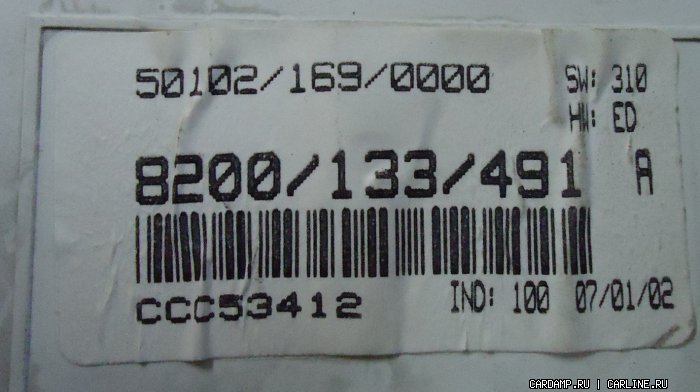 50102/169/0000 SW: 310
HW: ED
8200/133/491 A
CCC53412 IND: 100 07/01/02
CARDAMP.RU | CARLINE.RU